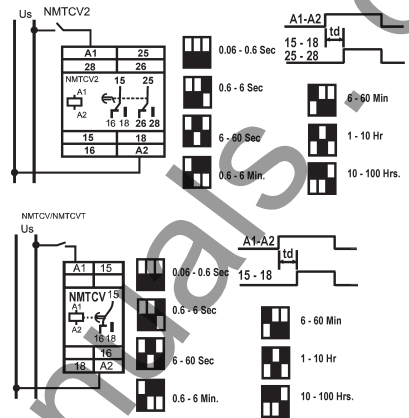 Us
NMTCV2
A1 25
28 26
NMTCV2
A1
A2
15 25
16 18 26 28
15 18
16 A2
0.06 - 0.6 Sec
0.6 - 6 Sec
6 - 60 Sec
0.6 - 6 Min.
A1-A2
td
15 - 18
25 - 28
6 - 60 Min
1 - 10 Hr
10 - 100 Hrs.
NMTCV/NMTCVT
Us
A1 15
NMTCV
15
A1
A2
16 18
16
18 A2
0.06 - 0.6 Sec
0.6 - 6 Sec
6 - 60 Sec
0.6 - 6 Min.
A1-A2
td
15 - 18
6 - 60 Min
1 - 10 Hr
10 - 100 Hrs.